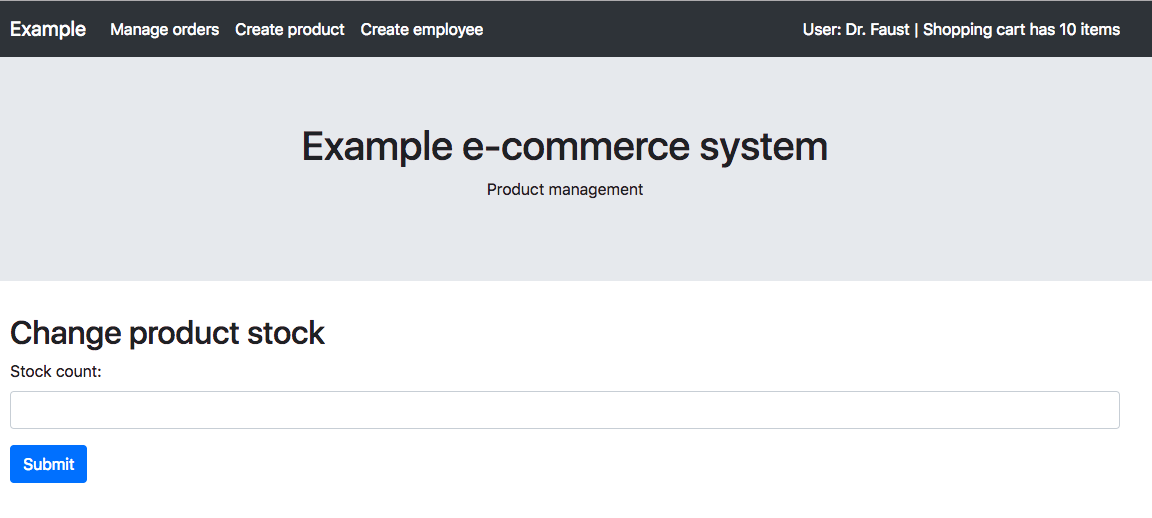 Example Manage orders Create product Create employee User: Dr. Faust | Shopping cart has 10 items
Example e-commerce system
Product management
Change product stock
Stock count:
Submit